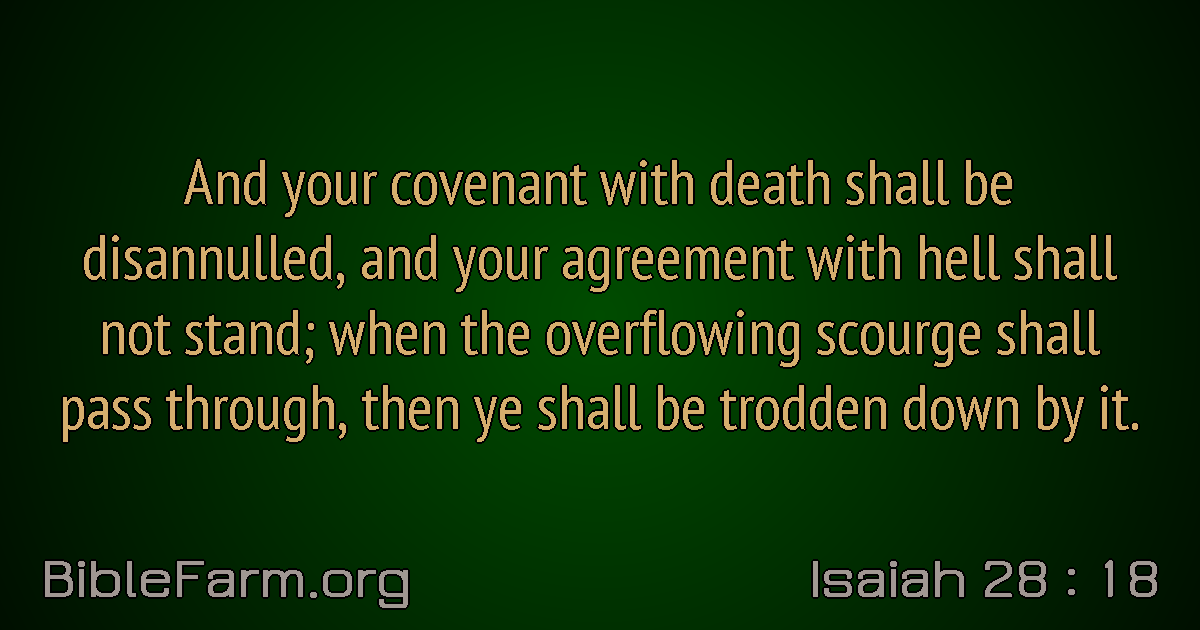 And your covenant with death shall be
disannulled, and your agreement with hell shall
not stand; when the overflowing scourge shall
pass through, then ye shall be trodden down by it.
BibleFarm.org
Isaiah 28 : 18